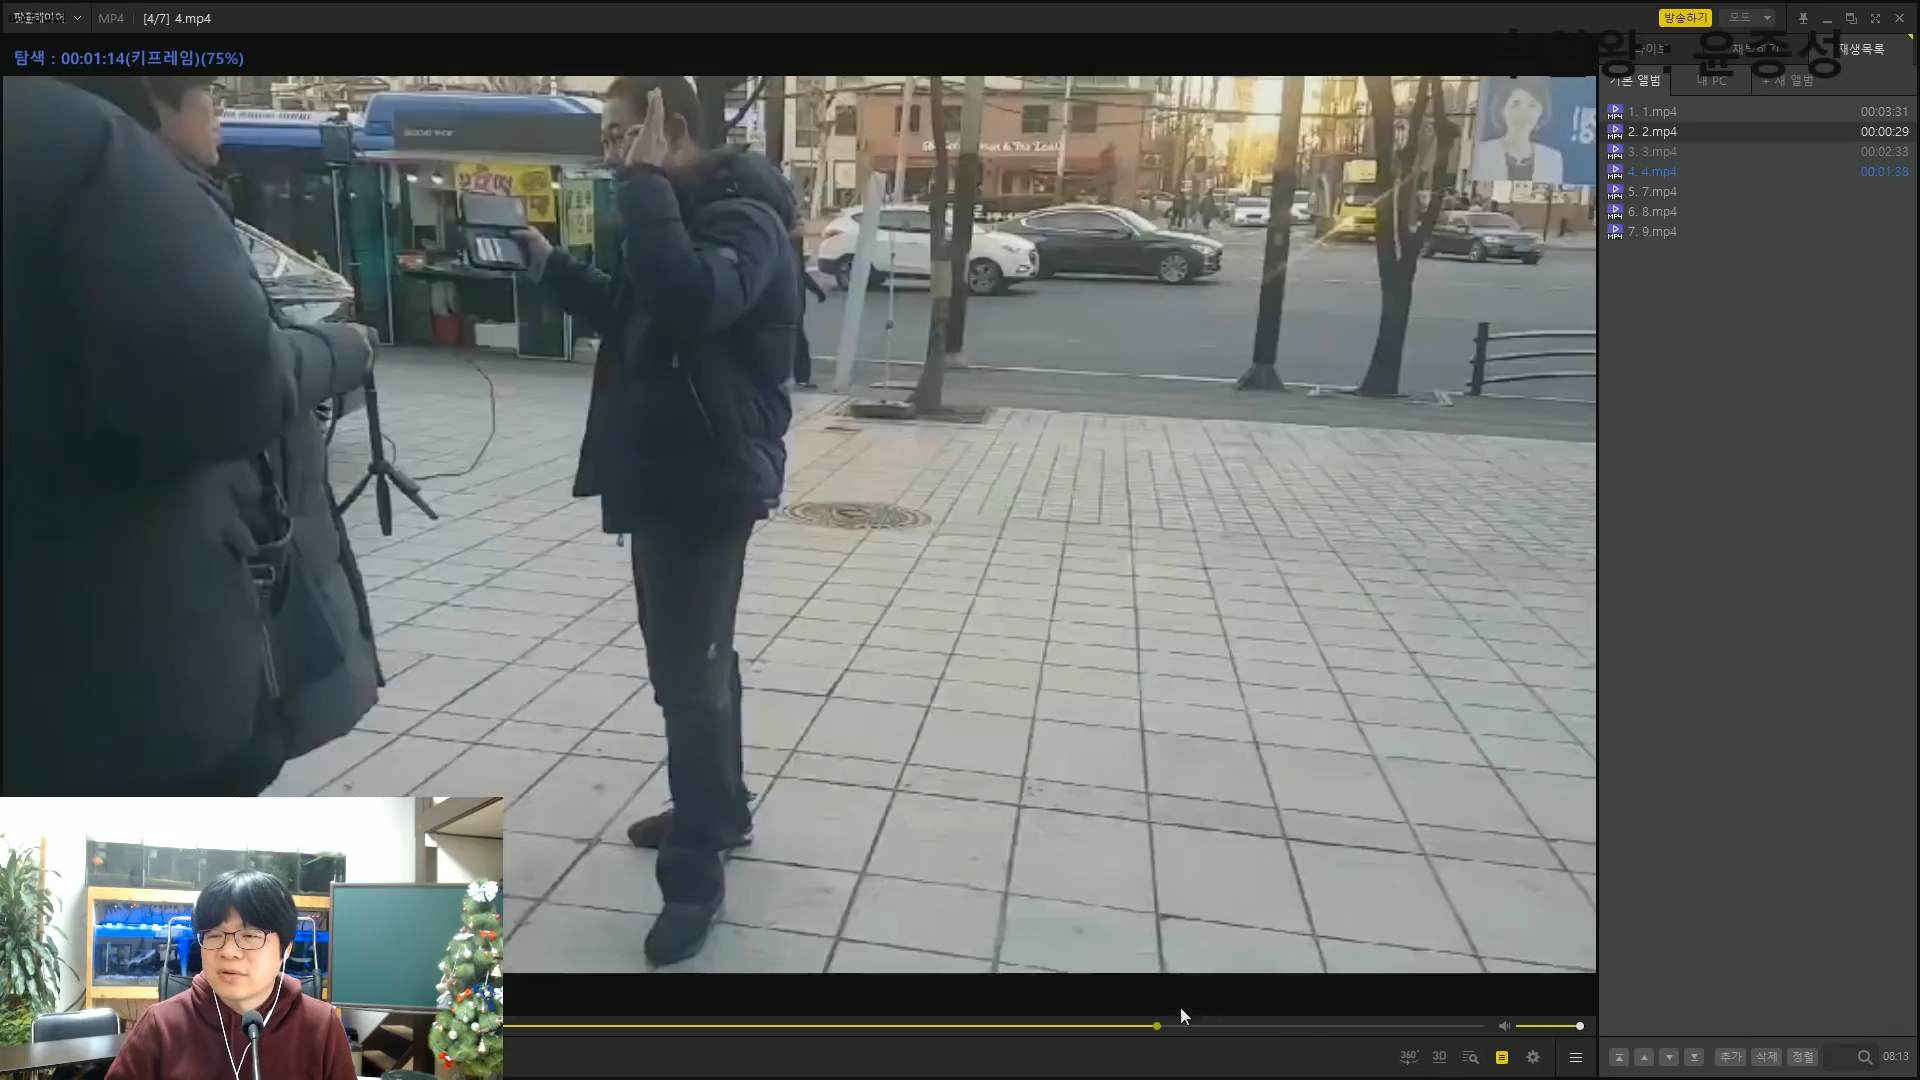 팟플레이어
MP4
[4/7] 4.mp4
방송하기
모드
탐색 : 00:01:14(키프레임)(75%)
왕 : 윤종성
재생목록
기본 앨범
내 PC
+ 새 앨범
1. 1.mp4 00:03:31
2. 2.mp4 00:00:29
3. 3.mp4 00:02:33
4. 4.mp4 00:01:38
5. 7.mp4
6. 8.mp4
7. 9.mp4
360°
3D
추가
삭제
정렬
08:13